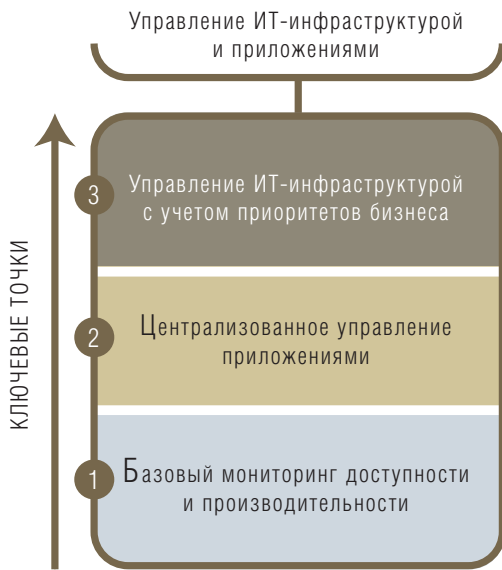 Управление ИТ-инфраструктурой
и приложениями
КЛЮЧЕВЫЕ ТОЧКИ
3
Управление ИТ-инфраструктурой
с учетом приоритетов бизнеса
2
Централизованное управление
приложениями
1
Базовый мониторинг доступности
и производительности